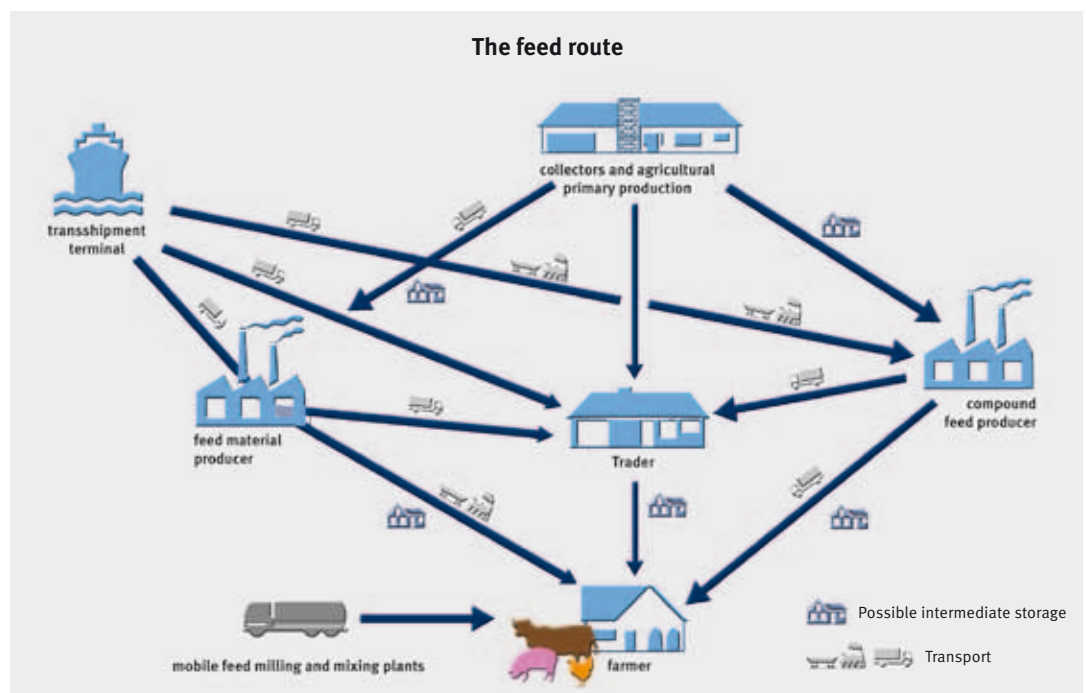 The feed route
collectors and agricultural
primary production
transshipment
terminal
compound
feed producer
feed material
producer
Trader
Possible intermediate storage
Transport
mobile feed milling and mixing plants
farmer